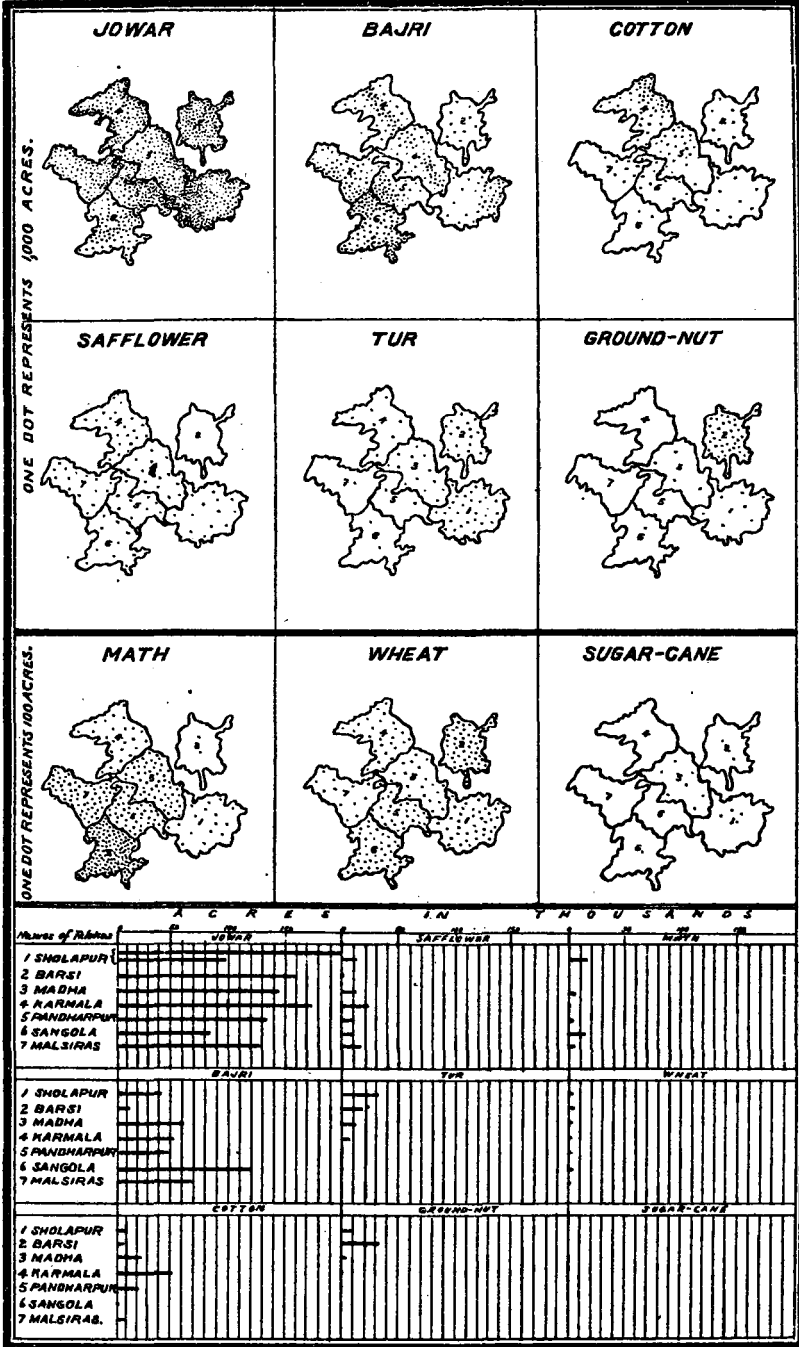 JOWAR
BAJRI
COTTON
ONE DOT REPRESENTS 1,000 ACRES.
SAFFLOWER
TUR
GROUND-NUT
MATH
WHEAT
SUGAR-CANE
ONE DOT REPRESENTS 100 ACRES.
ACRES IN THOUSANDS
Names of Talukas
JOWAR SAFFLOWER MATH
1 SHOLAPUR
2 BARSI
3 MADHA
4 KARMALA
5 PANDHARPUR
6 SANGOLA
7 MALSIRAS
BAJRI TUR WHEAT
1 SHOLAPUR
2 BARSI
3 MADHA
4 KARMALA
5 PANDHARPUR
6 SANGOLA
7 MALSIRAS
COTTON GROUND-NUT SUGAR-CANE
1 SHOLAPUR
2 BARSI
3 MADHA
4 KARMALA
5 PANDHARPUR
6 SANGOLA
7 MALSIRAS.